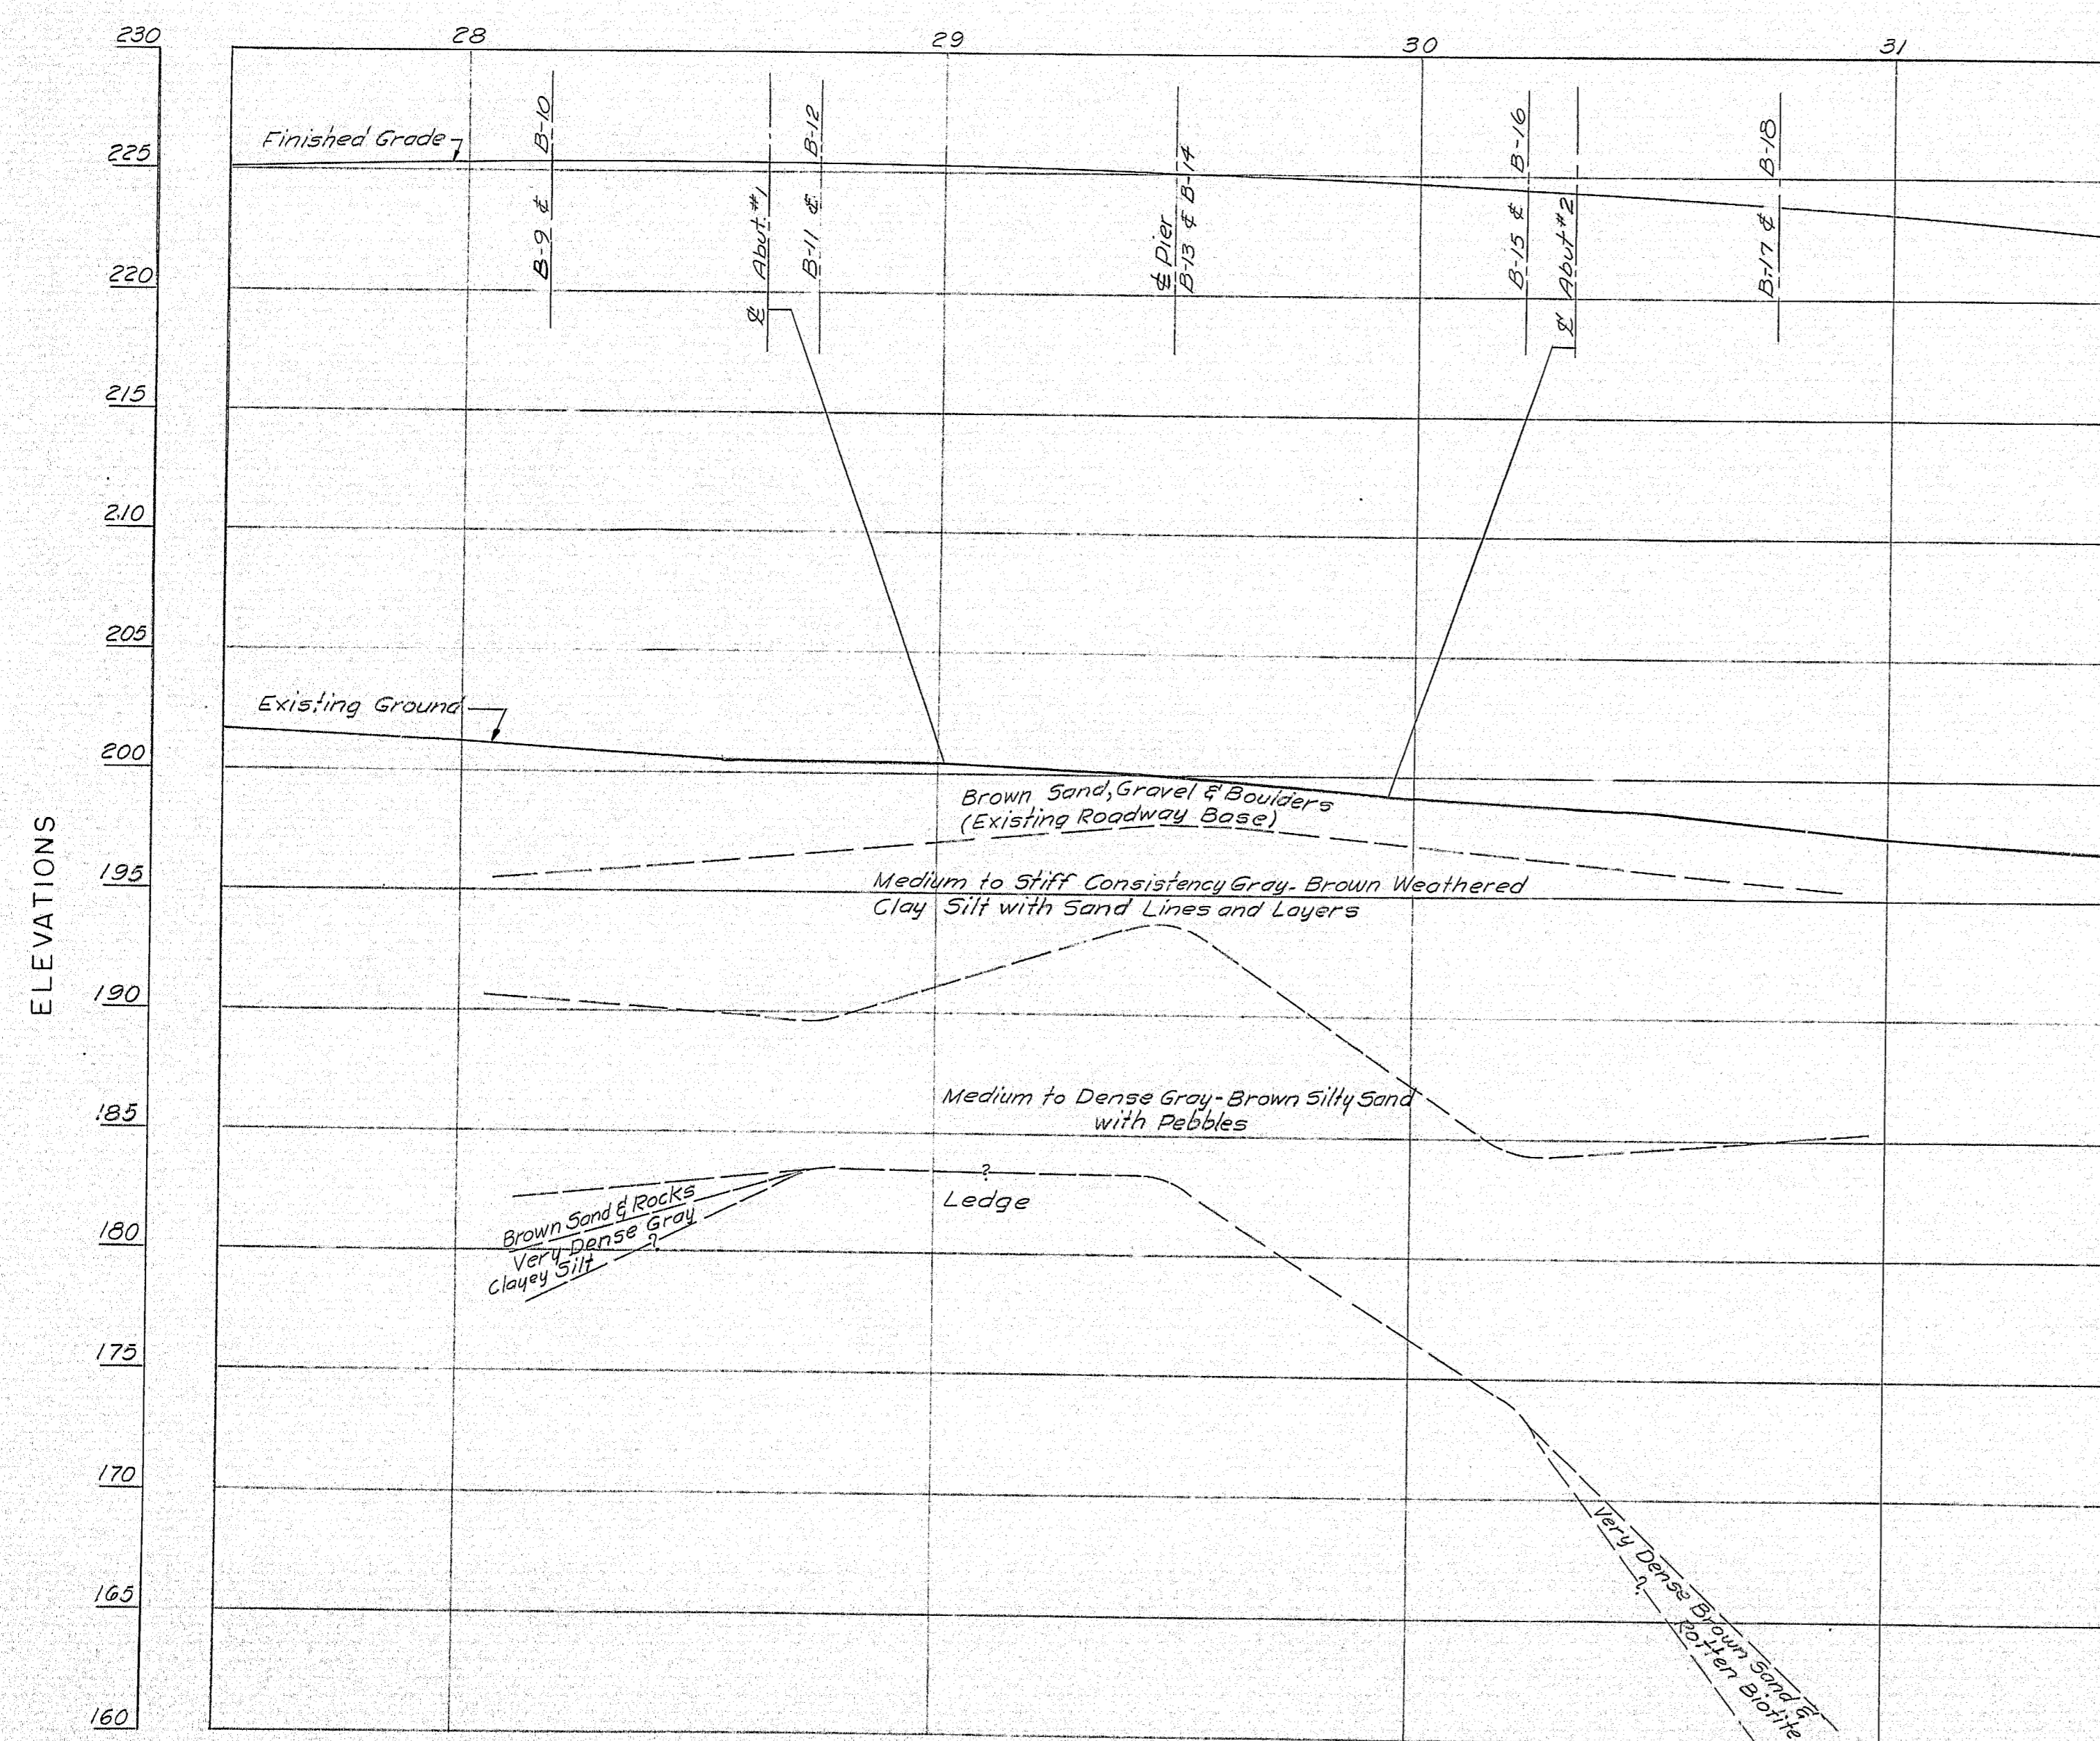 28 29 30 31
230
225
220
215
210
205
200
195
190
185
180
175
170
165
160
ELEVATIONS
Finished Grade
B-9 & B-10
℄ Abut. #1
B-11 & B-12
℄ Pier
B-13 & B-14
B-15 & B-16
℄ Abut #2
B-17 & B-18
Existing Ground
Brown Sand, Gravel & Boulders
(Existing Roadway Base)
Medium to Stiff Consistency Gray-Brown Weathered
Clay Silt with Sand Lines and Layers
Medium to Dense Gray-Brown Silty Sand
with Pebbles
?
Ledge
Brown Sand & Rocks
Very Dense Gray
Clayey Silt
?
Very Dense Brown Sand &
Rotten Biotite
?